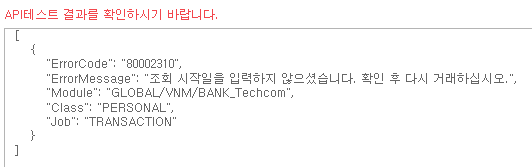 API테스트 결과를 확인하시기 바랍니다.
[
{
"ErrorCode": "80002310",
"ErrorMessage": "조회 시작일을 입력하지 않으셨습니다. 확인 후 다시 거래하십시오.",
"Module": "GLOBAL/VNM/BANK_Techcom",
"Class": "PERSONAL",
"Job": "TRANSACTION"
}
]